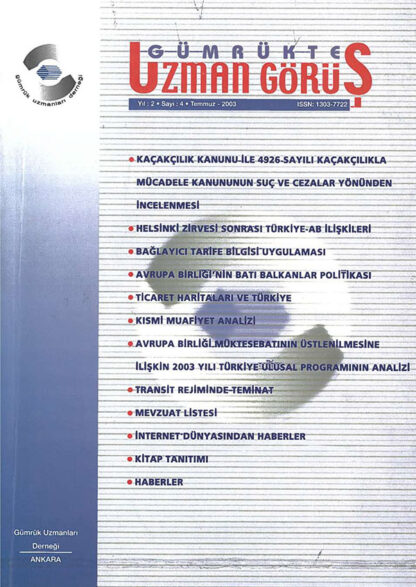 gümrük uzmanları derneği
GÜMRÜKTE
UZMAN GÖRÜŞ
Yıl : 2 • Sayı : 4 • Temmuz - 2003
ISSN: 1303-7722
• KAÇAKÇILIK KANUNU İLE 4926 SAYILI KAÇAKÇILIKLA
MÜCADELE KANUNUNUN SUÇ VE CEZALAR YÖNÜNDEN
İNCELENMESİ
• HELSİNKİ ZİRVESİ SONRASI TÜRKİYE-AB İLİŞKİLERİ
• BAĞLAYICI TARİFE BİLGİSİ UYGULAMASI
• AVRUPA BİRLİĞİ'NİN BATI BALKANLAR POLİTİKASI
• TİCARET HARİTALARI VE TÜRKİYE
• KISMİ MUAFİYET ANALİZİ
• AVRUPA BİRLİĞİ MÜKTESEBATININ ÜSTLENİLMESİNE
İLİŞKİN 2003 YILI TÜRKİYE ULUSAL PROGRAMININ ANALİZİ
• TRANSİT REJİMİNDE TEMİNAT
• MEVZUAT LİSTESİ
• İNTERNET DÜNYASINDAN HABERLER
• KİTAP TANITIMI
• HABERLER
Gümrük Uzmanları
Derneği
ANKARA